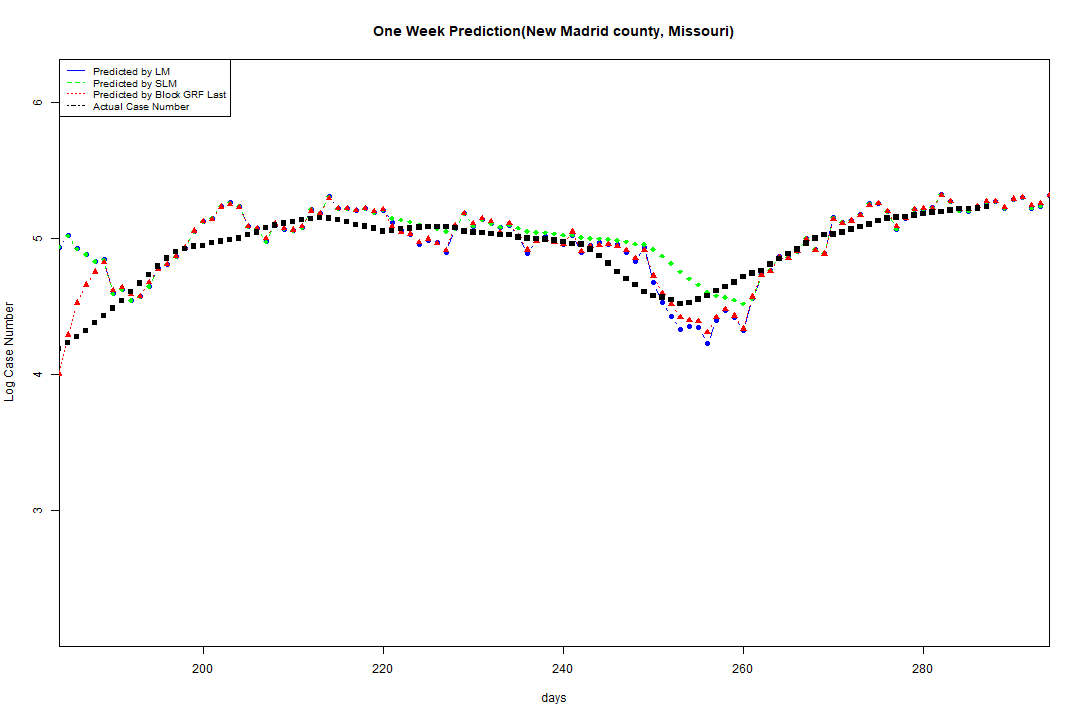 One Week Prediction(New Madrid county, Missouri)
Predicted by LM
Predicted by SLM
Predicted by Block GRF Last
Actual Case Number
6
5
4
3
Log Case Number
200 220 240 260 280
days